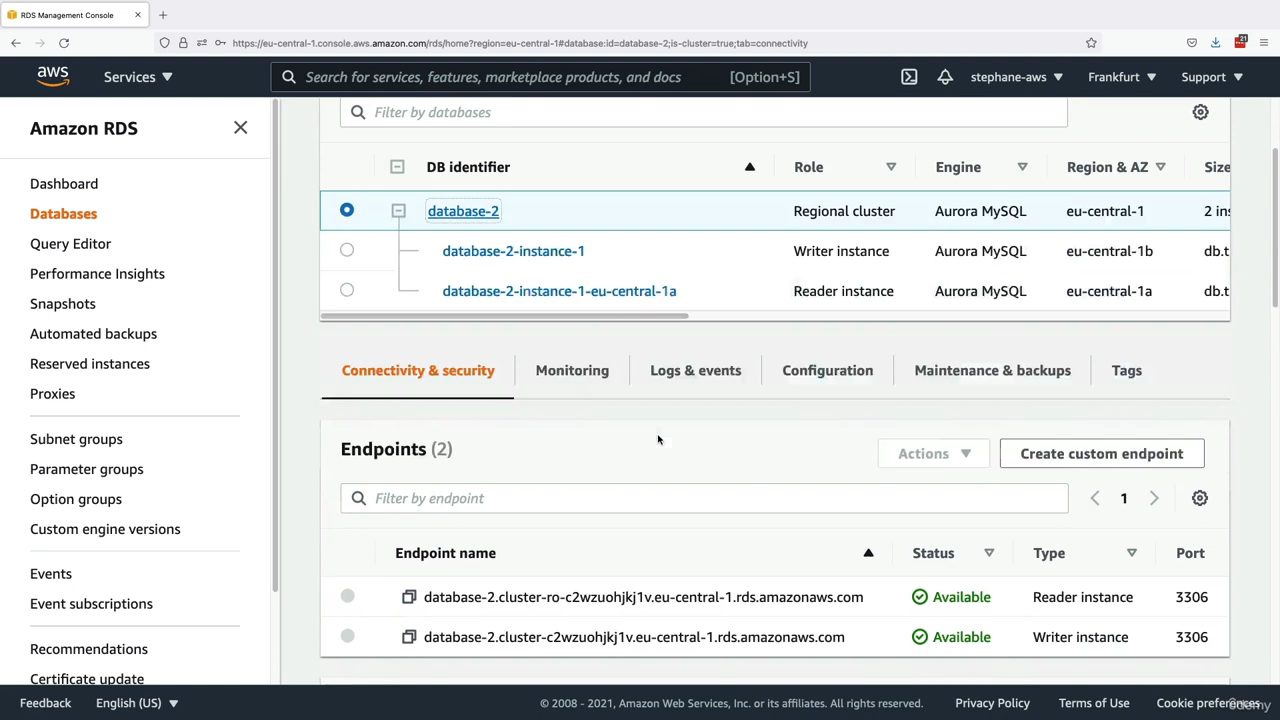 RDS Management Console
https://eu-central-1.console.aws.amazon.com/rds/home?region=eu-central-1#database:id=database-2;is-cluster=true;tab=connectivity
21
aws
Services
Search for services, features, marketplace products, and docs
[Option+S]
stephane-aws
Frankfurt
Support
Amazon RDS
Dashboard
Databases
Query Editor
Performance Insights
Snapshots
Automated backups
Reserved instances
Proxies
Subnet groups
Parameter groups
Option groups
Custom engine versions
Events
Event subscriptions
Recommendations
Certificate update
Filter by databases
DB identifier Role Engine Region & AZ Size
database-2 Regional cluster Aurora MySQL eu-central-1 2 ins
database-2-instance-1 Writer instance Aurora MySQL eu-central-1b db.t
database-2-instance-1-eu-central-1a Reader instance Aurora MySQL eu-central-1a db.t
Connectivity & security Monitoring Logs & events Configuration Maintenance & backups Tags
Endpoints (2)
Actions
Create custom endpoint
Filter by endpoint
1
Endpoint name Status Type Port
database-2.cluster-ro-c2wzuohjkj1v.eu-central-1.rds.amazonaws.com Available Reader instance 3306
database-2.cluster-c2wzuohjkj1v.eu-central-1.rds.amazonaws.com Available Writer instance 3306
Feedback English (US) © 2008 - 2021, Amazon Web Services, Inc. or its affiliates. All rights reserved. Privacy Policy Terms of Use Cookie preferences
Udemy